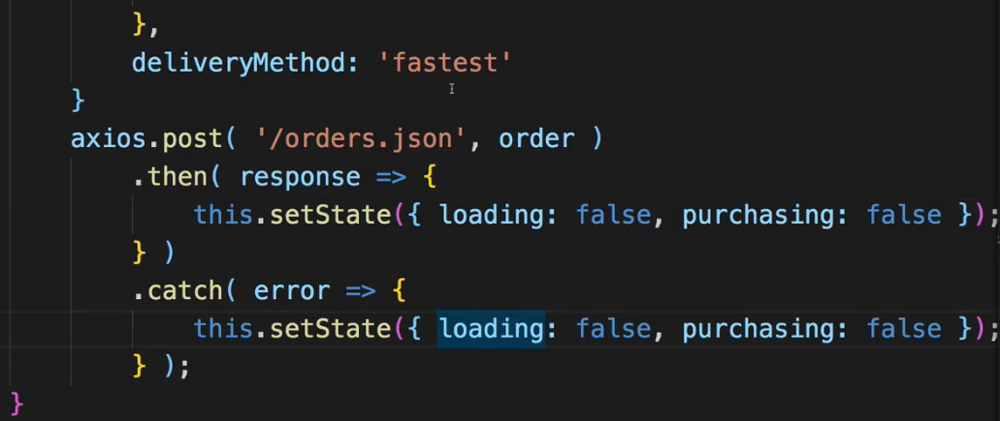 },
deliveryMethod: 'fastest'
}
axios.post( '/orders.json', order )
.then( response => {
this.setState({ loading: false, purchasing: false });
} )
.catch( error => {
this.setState({ loading: false, purchasing: false });
} );
}